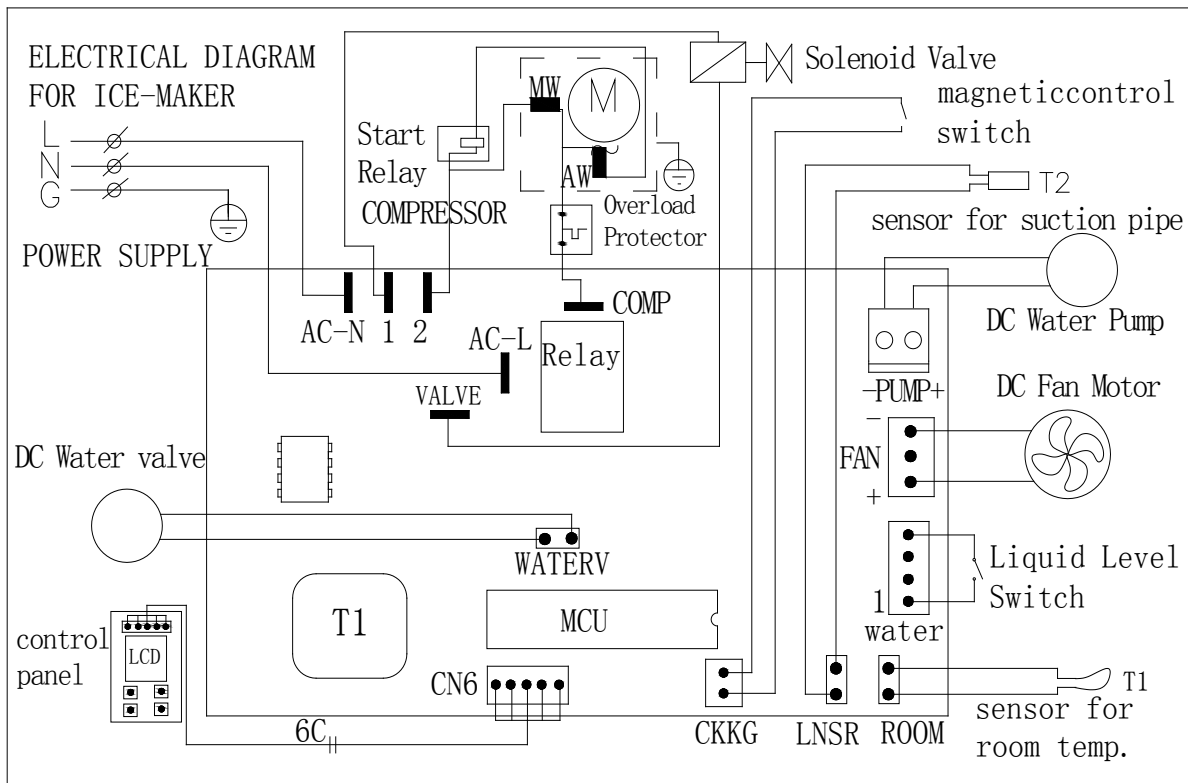 ELECTRICAL DIAGRAM
FOR ICE-MAKER
L
N
G
POWER SUPPLY
Start
Relay
COMPRESSOR
MW
M
AW
Overload
Protector
Solenoid Valve
magneticcontrol
switch
T2
sensor for suction pipe
AC-N 1 2
COMP
AC-L
Relay
VALVE
DC Water Pump
-PUMP+
DC Fan Motor
-
FAN
+
DC Water valve
WATERV
Liquid Level
Switch
1
water
T1
MCU
control
panel
LCD
CN6
6C
CKKG
LNSR
ROOM
T1
sensor for
room temp.